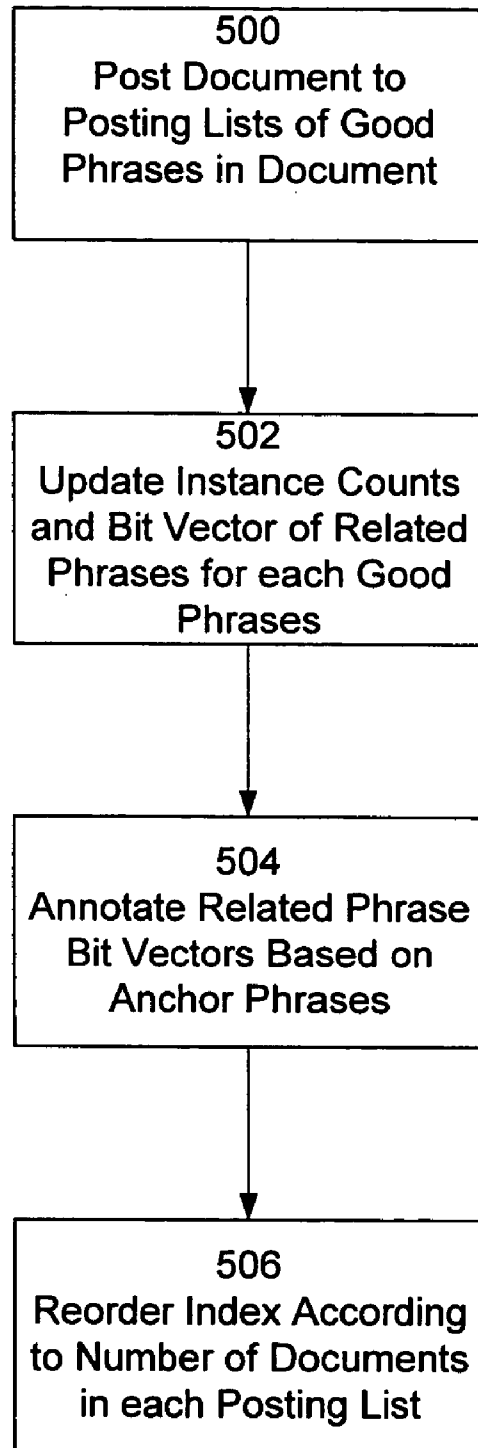 500
Post Document to
Posting Lists of Good
Phrases in Document
502
Update Instance Counts
and Bit Vector of Related
Phrases for each Good
Phrases
504
Annotate Related Phrase
Bit Vectors Based on
Anchor Phrases
506
Reorder Index According
to Number of Documents
in each Posting List